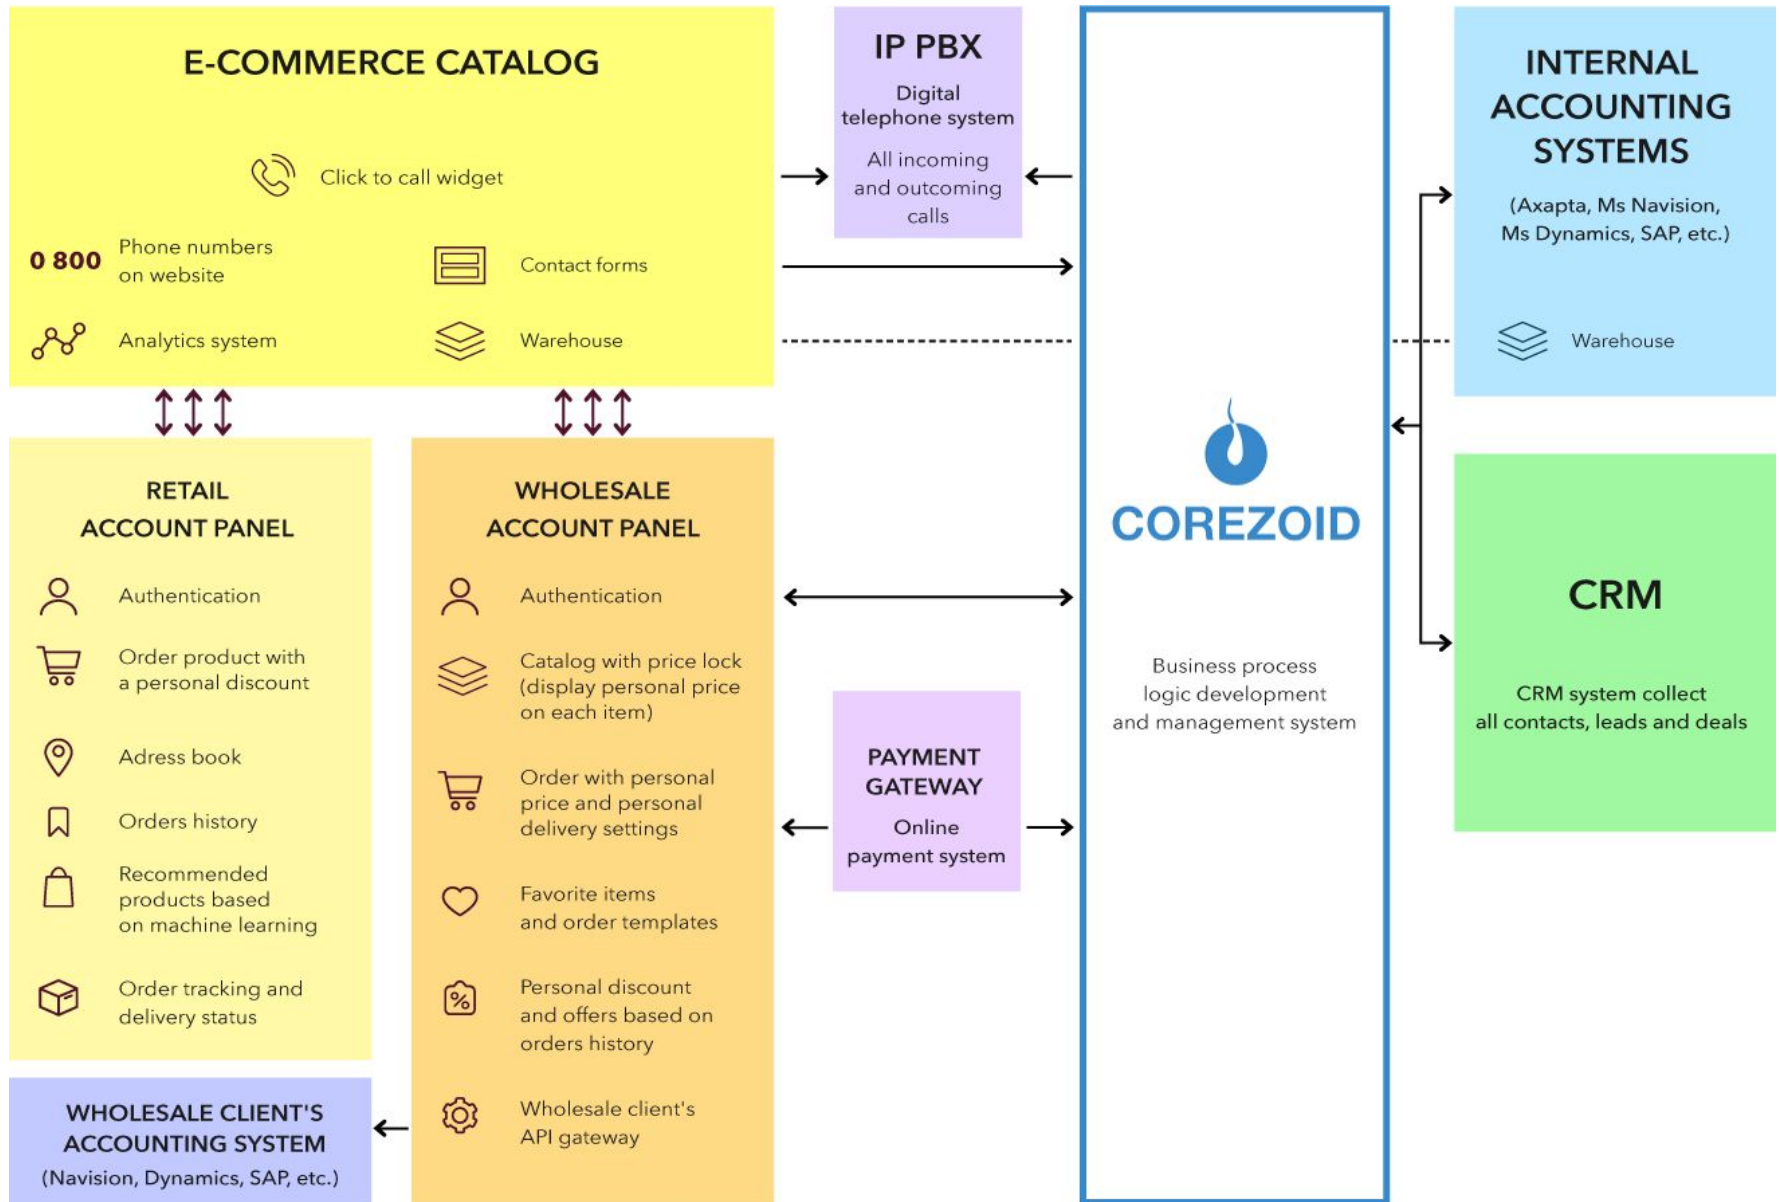 E-COMMERCE CATALOG
Click to call widget
0 800
Phone numbers
on website
Contact forms
Analytics system
Warehouse
IP PBX
Digital
telephone system
All incoming
and outcoming
calls
INTERNAL
ACCOUNTING
SYSTEMS
(Axapta, Ms Navision,
Ms Dynamics, SAP, etc.)
Warehouse
RETAIL
ACCOUNT PANEL
Authentication
Order product with
a personal discount
Adress book
Orders history
Recommended
products based
on machine learning
Order tracking and
delivery status
WHOLESALE
ACCOUNT PANEL
Authentication
Catalog with price lock
(display personal price
on each item)
Order with personal
price and personal
delivery settings
Favorite items
and order templates
Personal discount
and offers based on
orders history
Wholesale client's
API gateway
PAYMENT
GATEWAY
Online
payment system
COREZOID
Business process
logic development
and management system
CRM
CRM system collect
all contacts, leads and deals
WHOLESALE CLIENT'S
ACCOUNTING SYSTEM
(Navision, Dynamics, SAP, etc.)